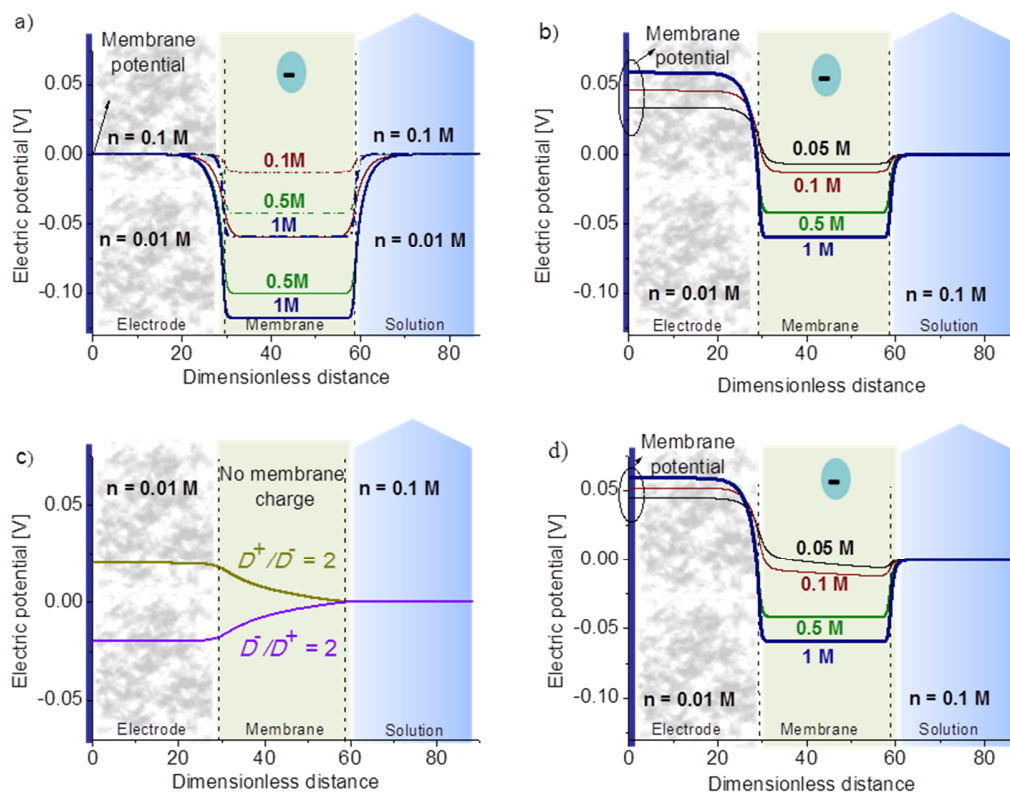 a)
Membrane
potential
-
n = 0.1 M
n = 0.1 M
0.1M
0.5M
1M
n = 0.01 M
n = 0.01 M
0.5M
1M
Electrode
Membrane
Solution
0.05
0.00
-0.05
-0.10
Electric potential [V]
0
20
40
60
80
Dimensionless distance
b)
Membrane
potential
-
0.05 M
0.1 M
0.5 M
1 M
n = 0.01 M
n = 0.1 M
Electrode
Membrane
Solution
0.05
0.00
-0.05
-0.10
Electric potential [V]
0
20
40
60
80
Dimensionless distance
c)
n = 0.01 M
No membrane
charge
n = 0.1 M
D⁺/D⁻ = 2
D⁻/D⁺ = 2
Electrode
Membrane
Solution
0.05
0.00
-0.05
Electric potential [V]
0
20
40
60
80
Dimensionless distance
d)
Membrane
potential
-
0.05 M
0.1 M
0.5 M
1 M
n = 0.01 M
n = 0.1 M
Electrode
Membrane
Solution
0.05
0.00
-0.05
-0.10
Electric potential [V]
0
20
40
60
80
Dimensionless distance